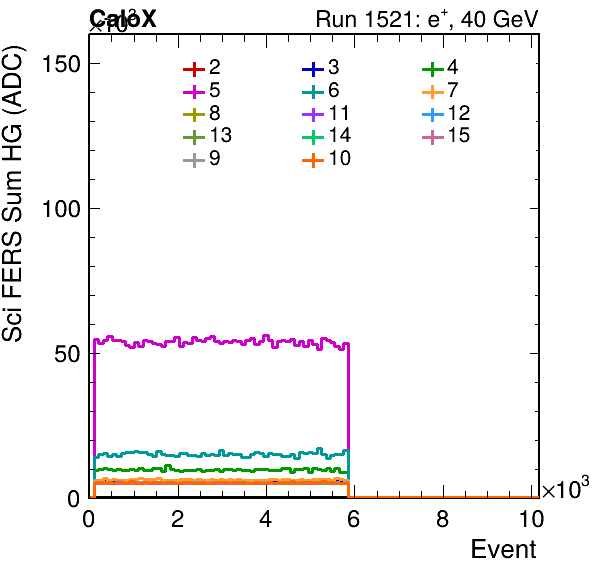 CaloX Run 1521: e+, 40 GeV
×10³
Sci FERS Sum HG (ADC)
150
100
50
0
2 3 4
5 6 7
8 11 12
13 14 15
9 10
0 2 4 6 8 10 ×10³
Event